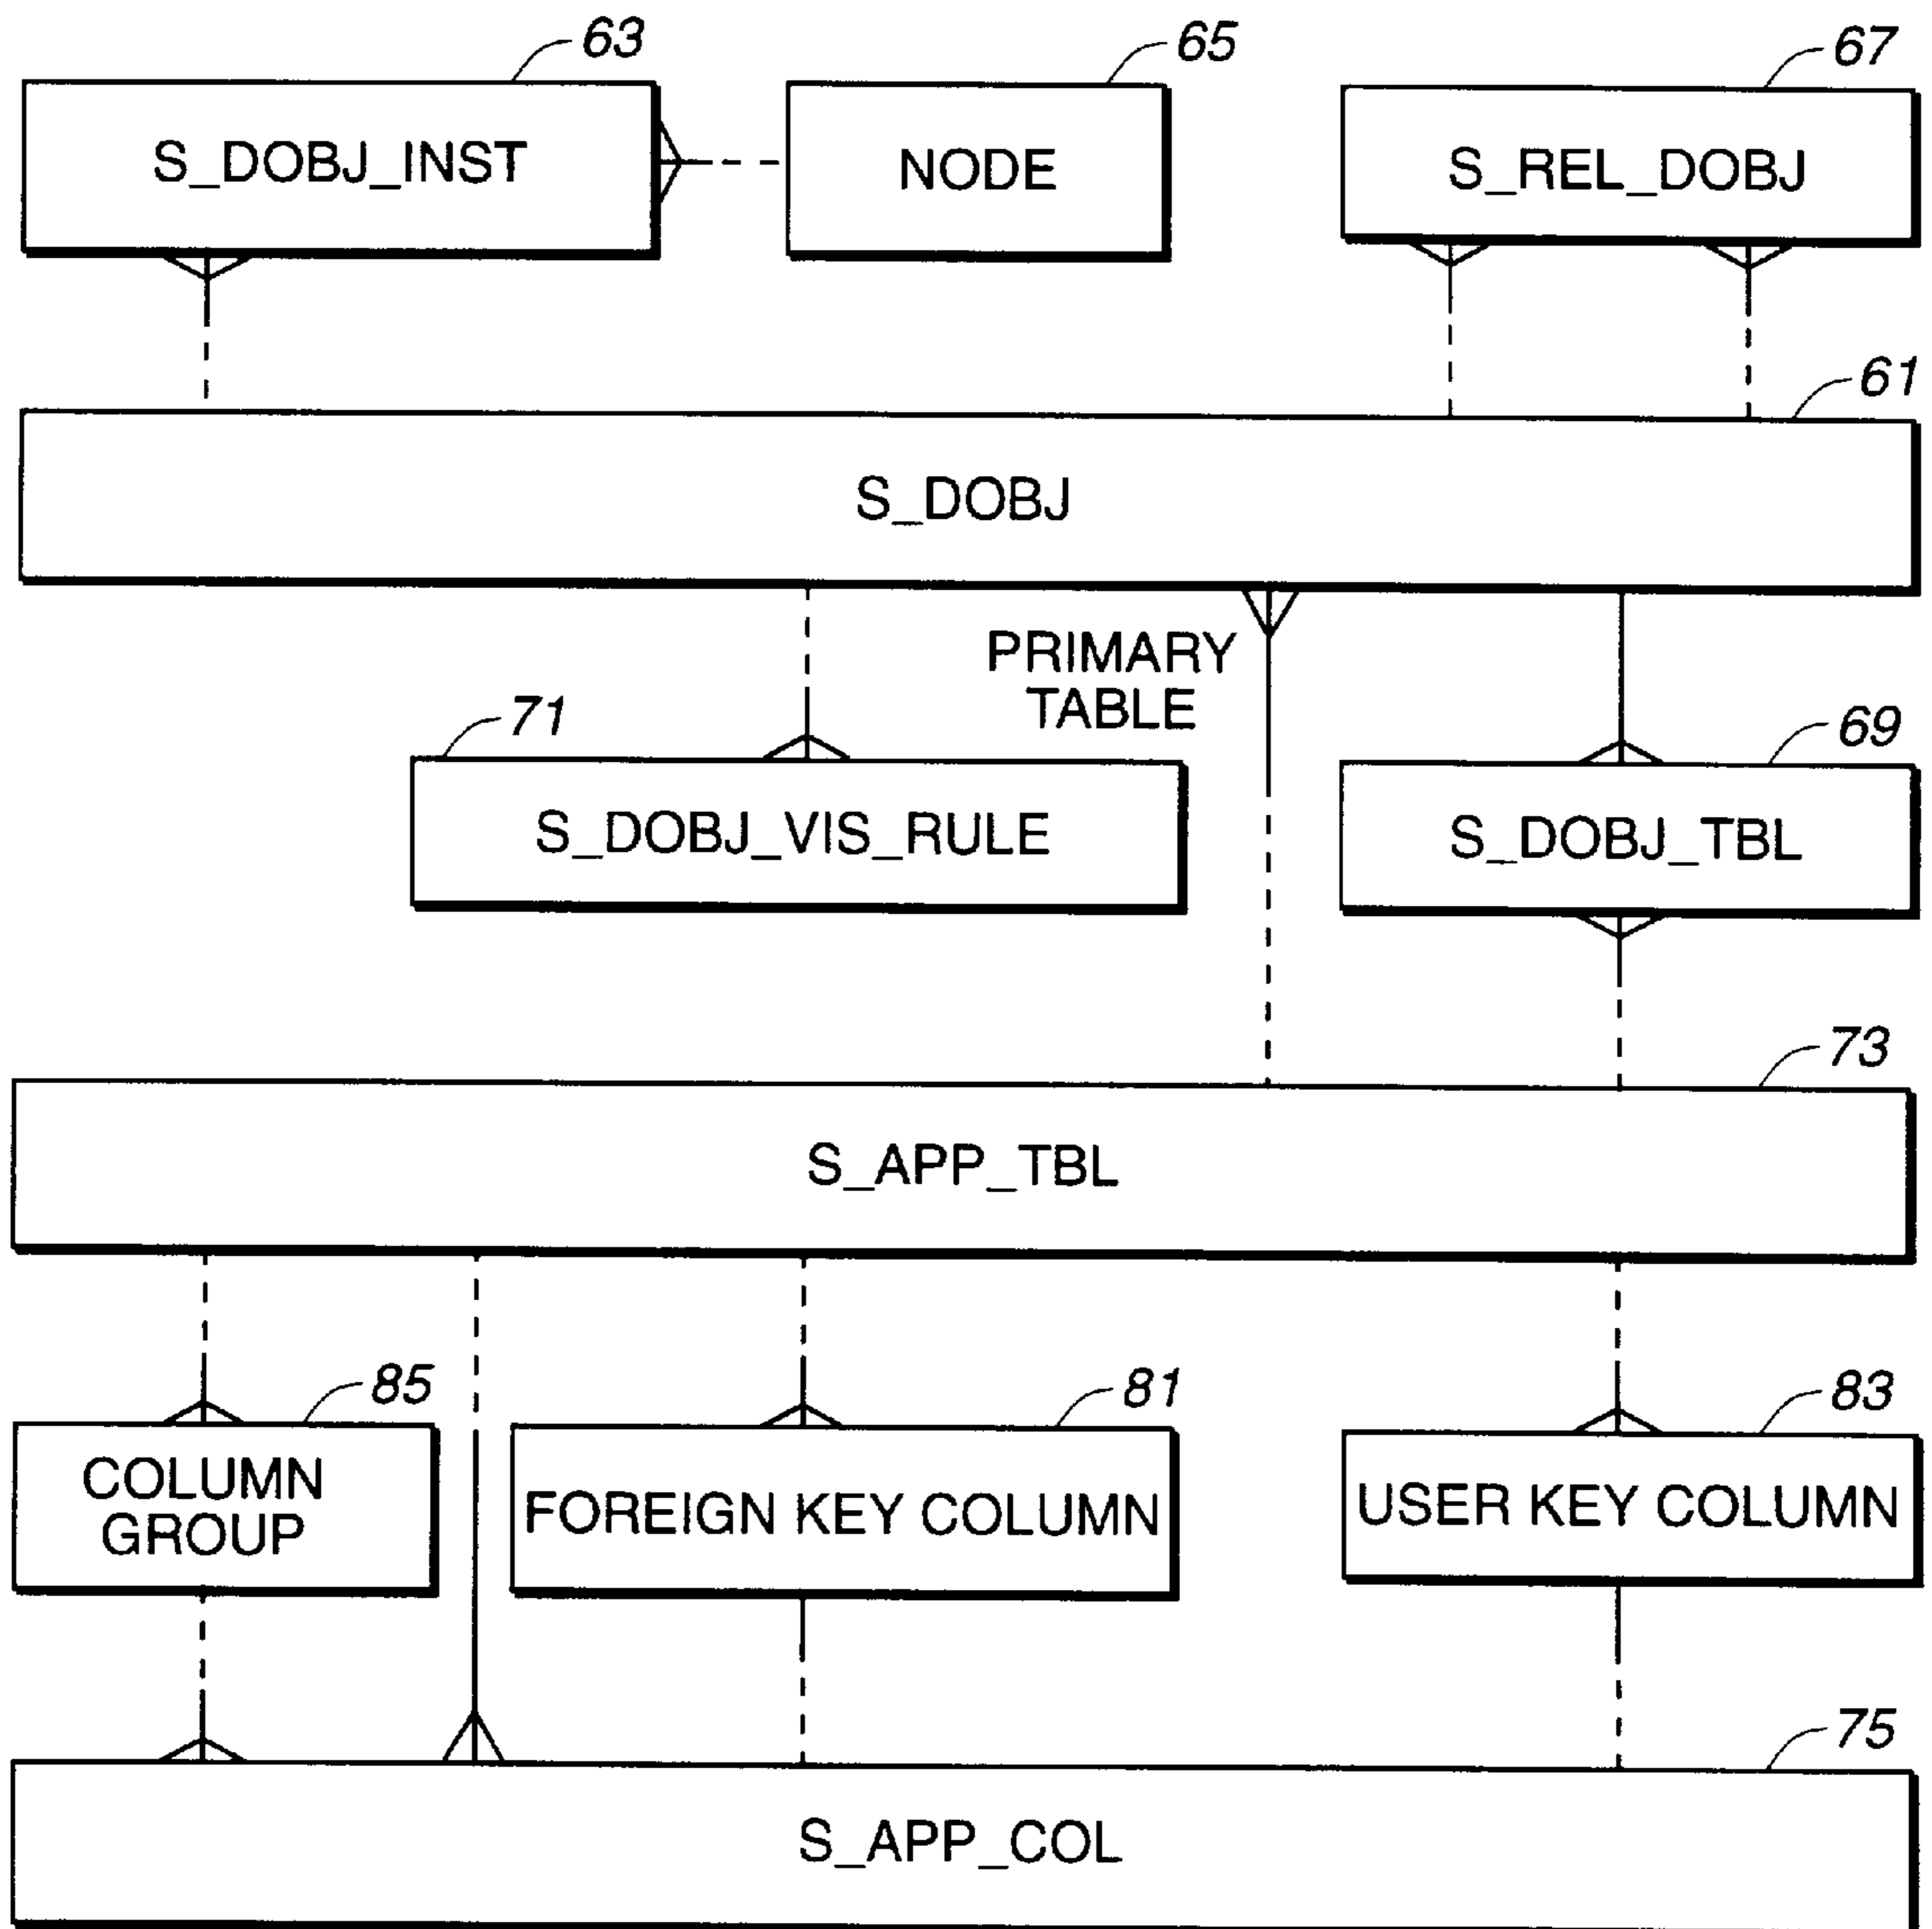 63
65
67
S_DOBJ_INST
NODE
S_REL_DOBJ
61
S_DOBJ
PRIMARY
TABLE
71
69
S_DOBJ_VIS_RULE
S_DOBJ_TBL
73
S_APP_TBL
85
81
83
COLUMN
GROUP
FOREIGN KEY COLUMN
USER KEY COLUMN
75
S_APP_COL